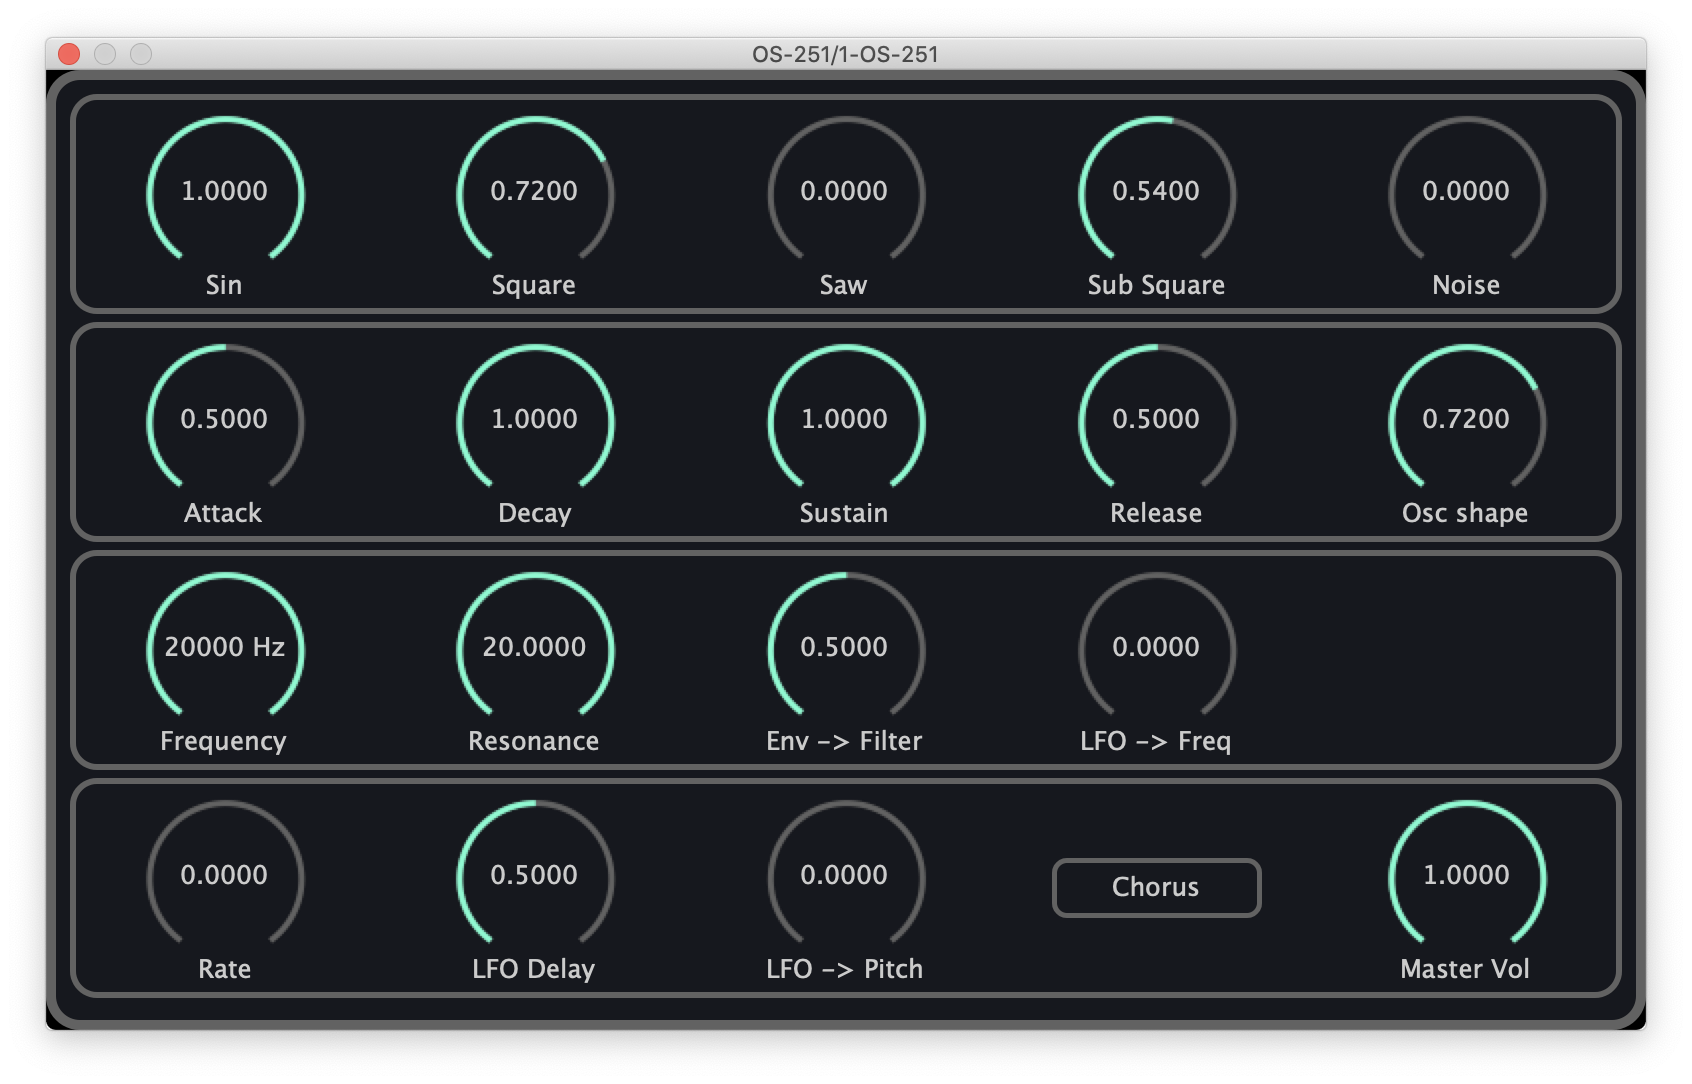 OS-251/1-OS-251
1.0000 0.7200 0.0000 0.5400 0.0000
Sin Square Saw Sub Square Noise
0.5000 1.0000 1.0000 0.5000 0.7200
Attack Decay Sustain Release Osc shape
20000 Hz 20.0000 0.5000 0.0000
Frequency Resonance Env -> Filter LFO -> Freq
0.0000 0.5000 0.0000 Chorus 1.0000
Rate LFO Delay LFO -> Pitch Master Vol